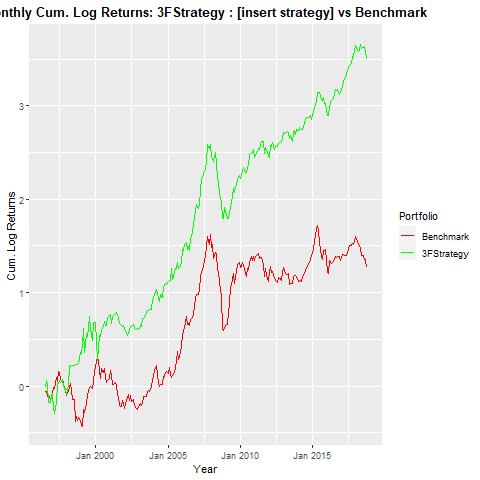 onthly Cum. Log Returns: 3FStrategy : [insert strategy] vs Benchmark
3
2
1
0
Cum. Log Returns
Jan 2000 Jan 2005 Jan 2010 Jan 2015
Year
Portfolio
Benchmark
3FStrategy